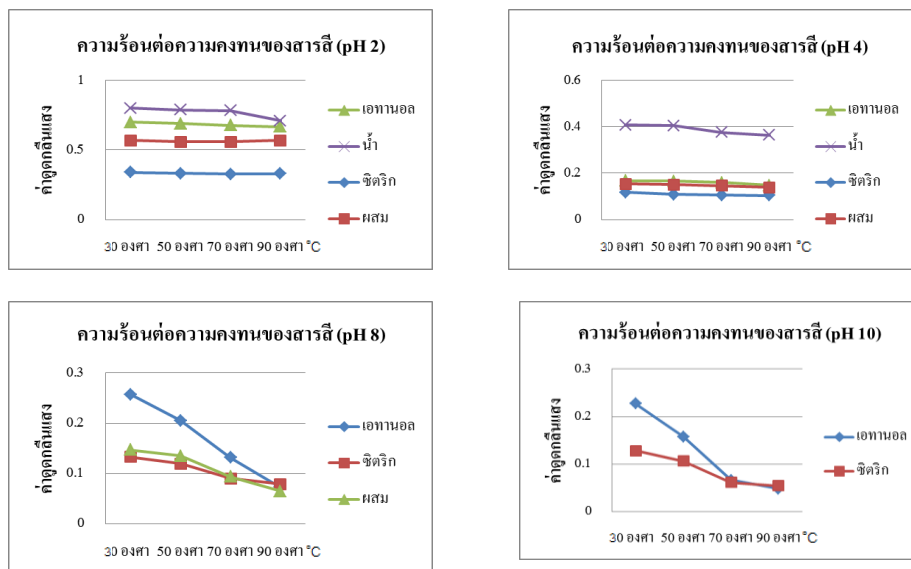 ความร้อนต่อความคงทนของสารสี (pH 2)
1
0.5
0
ค่าดูดกลืนแสง
30 องศา 50 องศา 70 องศา 90 องศา °C
เอทานอล
น้ำ
ซิตริก
ผสม
ความร้อนต่อความคงทนของสารสี (pH 4)
0.6
0.4
0.2
0
ค่าดูดกลืนแสง
30 องศา 50 องศา 70 องศา 90 องศา °C
เอทานอล
น้ำ
ซิตริก
ผสม
ความร้อนต่อความคงทนของสารสี (pH 8)
0.3
0.2
0.1
0
ค่าดูดกลืนแสง
30 องศา 50 องศา 70 องศา 90 องศา °C
เอทานอล
ซิตริก
ผสม
ความร้อนต่อความคงทนของสารสี (pH 10)
0.3
0.2
0.1
0
ค่าดูดกลืนแสง
30 องศา 50 องศา 70 องศา 90 องศา °C
เอทานอล
ซิตริก